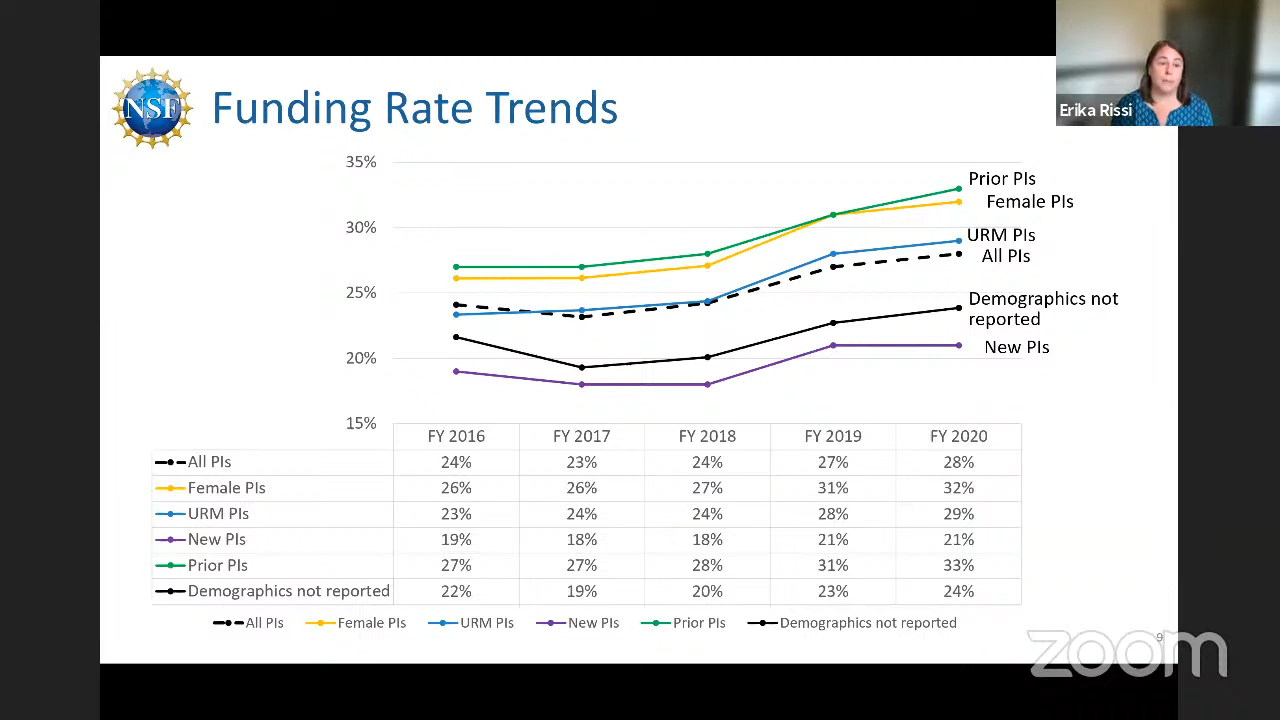 Erika Rissi
NSF
Funding Rate Trends
35%
30%
25%
20%
15%
Prior PIs
Female PIs
URM PIs
All PIs
Demographics not
reported
New PIs
FY 2016 FY 2017 FY 2018 FY 2019 FY 2020
All PIs 24% 23% 24% 27% 28%
Female PIs 26% 26% 27% 31% 32%
URM PIs 23% 24% 24% 28% 29%
New PIs 19% 18% 18% 21% 21%
Prior PIs 27% 27% 28% 31% 33%
Demographics not reported 22% 19% 20% 23% 24%
All PIs Female PIs URM PIs New PIs Prior PIs Demographics not reported
9
zoom